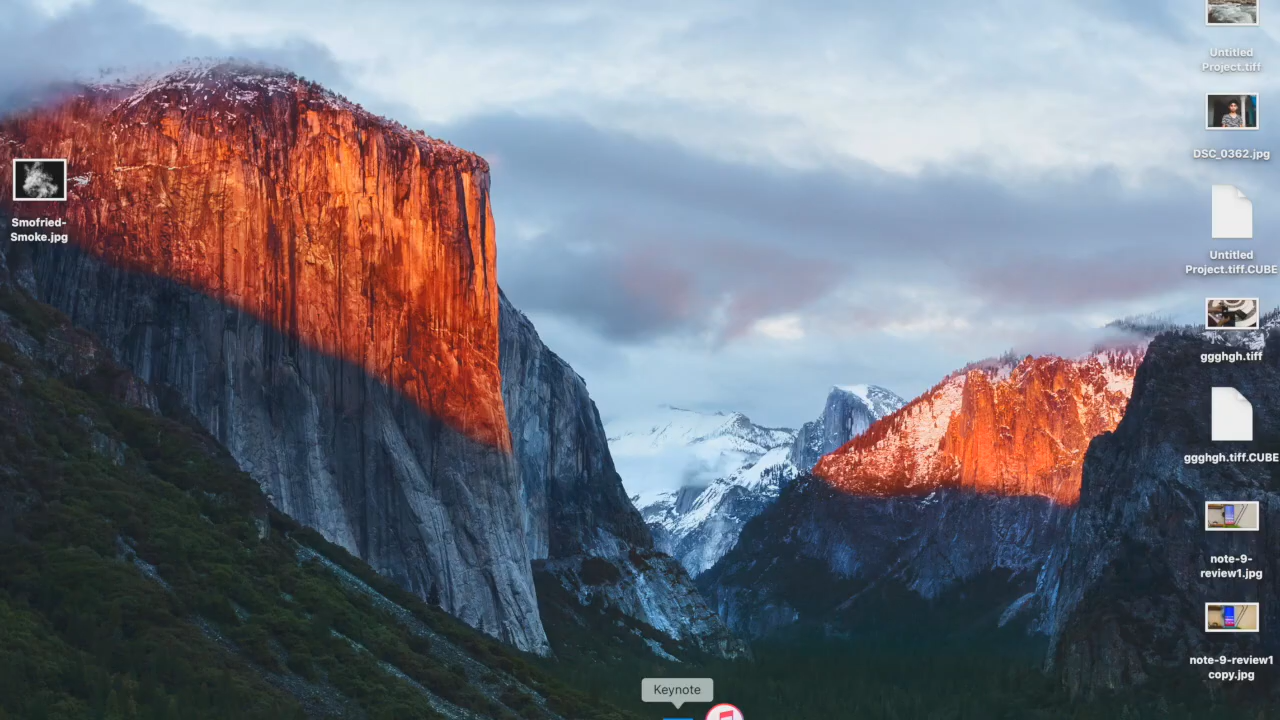 Untitled
Project.tiff
DSC_0362.jpg
Smofried-
Smoke.jpg
Untitled
Project.tiff.CUBE
ggghgh.tiff
ggghgh.tiff.CUBE
note-9-
review1.jpg
note-9-review1
copy.jpg
Keynote